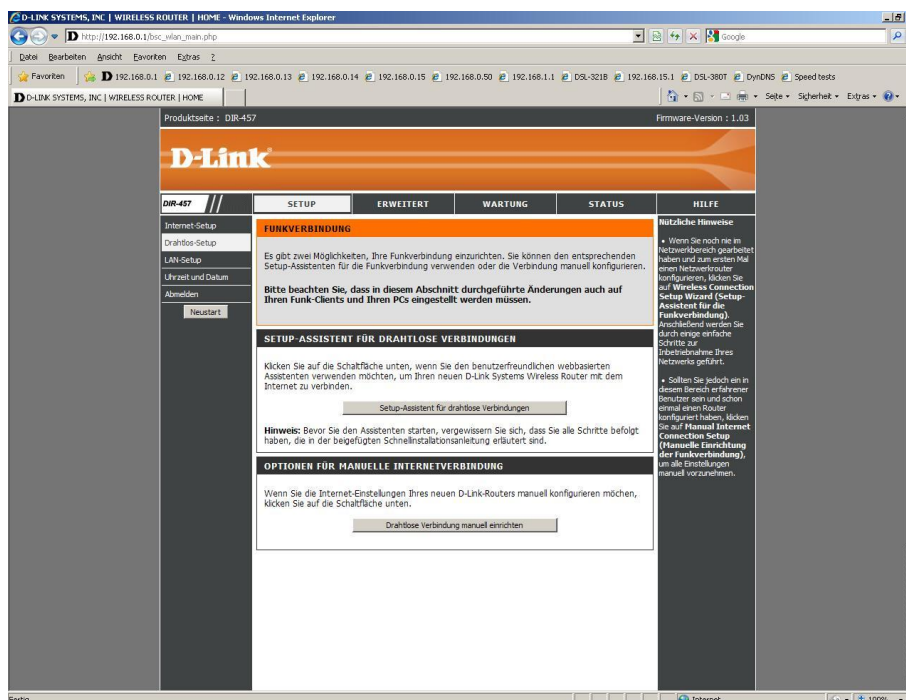 D-LINK SYSTEMS, INC | WIRELESS ROUTER | HOME - Windows Internet Explorer
http://192.168.0.1/bsc_wlan_main.php
Google
Datei Bearbeiten Ansicht Favoriten Extras ?
Favoriten 192.168.0.1 192.168.0.12 192.168.0.13 192.168.0.14 192.168.0.15 192.168.0.50 192.168.1.1 DSL-321B 192.168.15.1 DSL-380T DynDNS Speed tests
D-LINK SYSTEMS, INC | WIRELESS ROUTER | HOME
Seite Sicherheit Extras
Produktseite : DIR-457
Firmware-Version : 1.03
D-Link
DIR-457
SETUP
ERWEITERT
WARTUNG
STATUS
HILFE
Internet-Setup
Drahtlos-Setup
LAN-Setup
Uhrzeit und Datum
Abmelden
Neustart
FUNKVERBINDUNG
Es gibt zwei Möglichkeiten, Ihre Funkverbindung einzurichten. Sie können den entsprechenden
Setup-Assistenten für die Funkverbindung verwenden oder die Verbindung manuell konfigurieren.
Bitte beachten Sie, dass in diesem Abschnitt durchgeführte Änderungen auch auf
Ihren Funk-Clients und Ihren PCs eingestellt werden müssen.
SETUP-ASSISTENT FÜR DRAHTLOSE VERBINDUNGEN
Klicken Sie auf die Schaltfläche unten, wenn Sie den benutzerfreundlichen webbasierten
Assistenten verwenden möchten, um Ihren neuen D-Link Systems Wireless Router mit dem
Internet zu verbinden.
Setup-Assistent für drahtlose Verbindungen
Hinweis: Bevor Sie den Assistenten starten, vergewissern Sie sich, dass Sie alle Schritte befolgt
haben, die in der beigefügten Schnellinstallationsanleitung erläutert sind.
OPTIONEN FÜR MANUELLE INTERNETVERBINDUNG
Wenn Sie die Internet-Einstellungen Ihres neuen D-Link-Routers manuell konfigurieren möchen,
klicken Sie auf die Schaltfläche unten.
Drahtlose Verbindung manuell einrichten
Nützliche Hinweise
• Wenn Sie noch nie im
Netzwerkbereich gearbeitet
haben und zum ersten Mal
einen Netzwerkrouter
konfigurieren, klicken Sie
auf Wireless Connection
Setup Wizard (Setup-
Assistent für die
Funkverbindung).
Anschließend werden Sie
durch einige einfache
Schritte zur
Inbetriebnahme Ihres
Netzwerks geführt.
• Sollten Sie jedoch ein in
diesem Bereich erfahrener
Benutzer sein und schon
einmal einen Router
konfiguriert haben, klicken
Sie auf Manual Internet
Connection Setup
(Manuelle Einrichtung
der Funkverbindung),
um alle Einstellungen
manuell vorzunehmen.
Fertig
Internet
100%